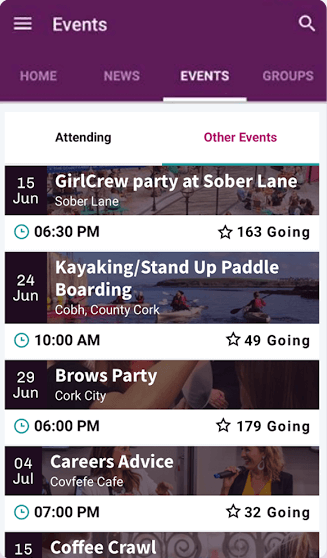 Events
HOME NEWS EVENTS GROUPS
Attending Other Events
15 Jun
GirlCrew party at Sober Lane
Sober Lane
06:30 PM 163 Going
24 Jun
Kayaking/Stand Up Paddle
Boarding
Cobh, County Cork
10:00 AM 49 Going
29 Jun
Brows Party
Cork City
06:00 PM 179 Going
04 Jul
Careers Advice
Covfefe Cafe
07:00 PM 32 Going
15
Coffee Crawl